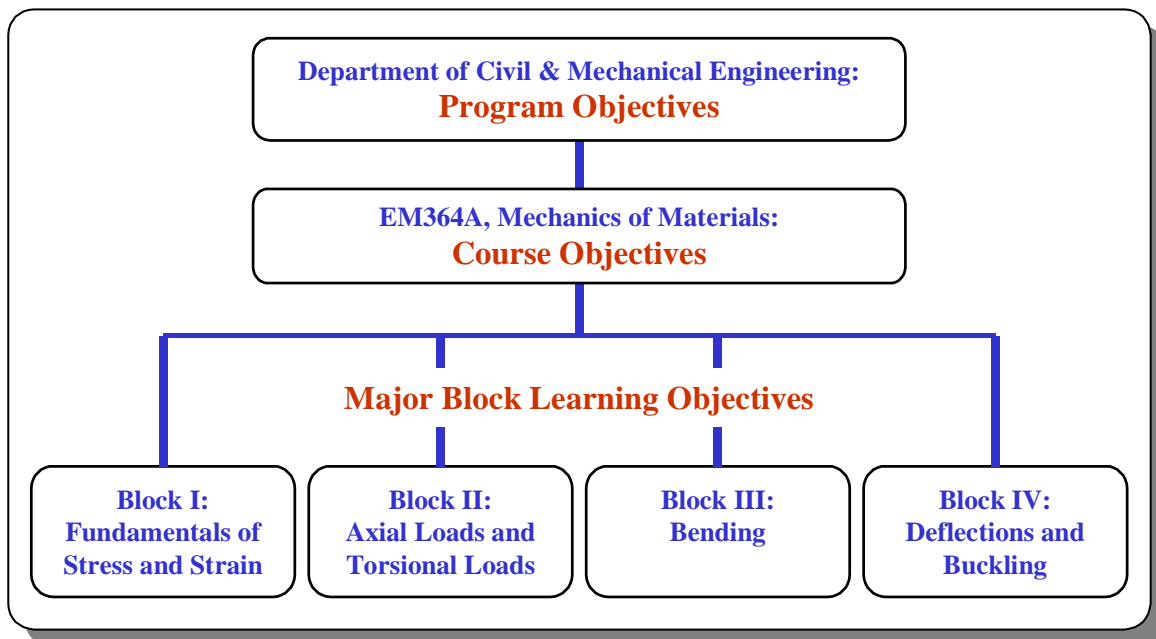 Department of Civil & Mechanical Engineering:
Program Objectives
EM364A, Mechanics of Materials:
Course Objectives
Major Block Learning Objectives
Block I:
Fundamentals of
Stress and Strain
Block II:
Axial Loads and
Torsional Loads
Block III:
Bending
Block IV:
Deflections and
Buckling